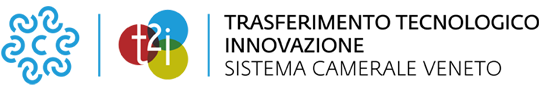 t2i
TRASFERIMENTO TECNOLOGICO
INNOVAZIONE
SISTEMA CAMERALE VENETO